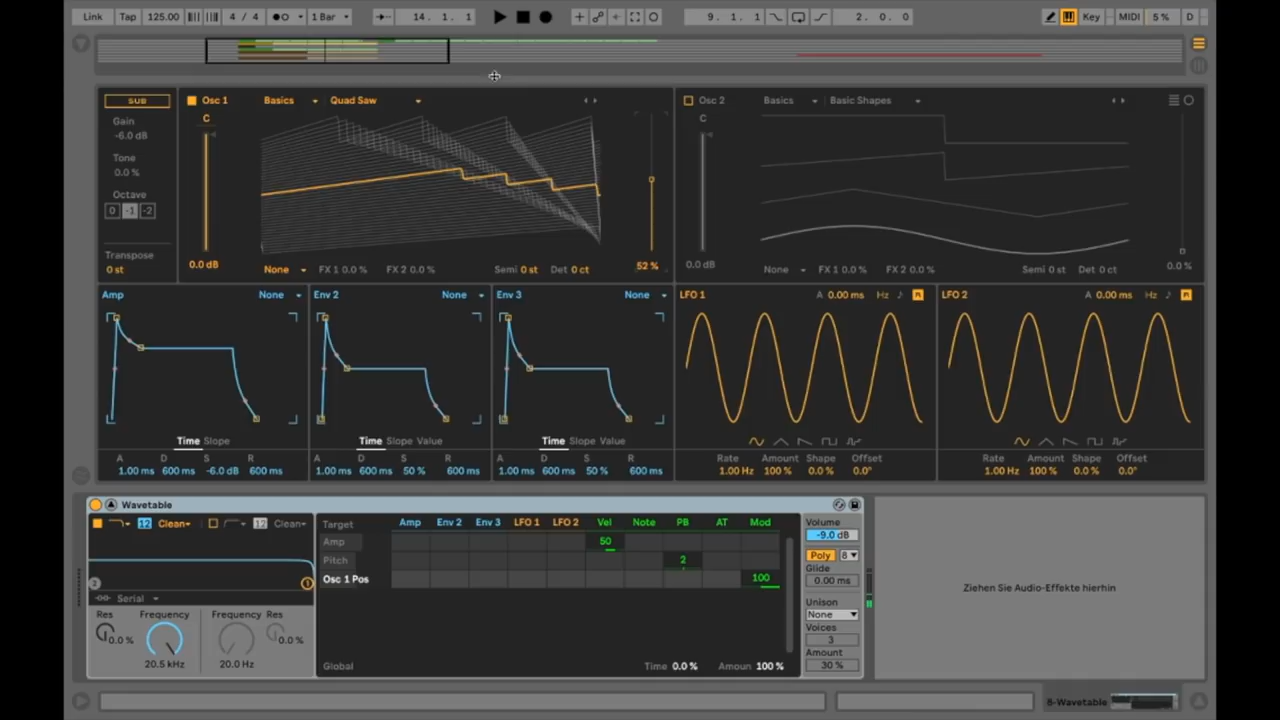 Link Tap 125.00 4 / 4 1 Bar 14. 1. 1 9. 1. 1 2. 0. 0 Key MIDI 5 % D
SUB Osc 1 Basics Quad Saw Osc 2 Basics Basic Shapes
Gain C C
-6.0 dB
Tone
0.0 %
Octave
0 -1 -2
Transpose
0 st
0.0 dB 52 % 0.0 dB 0.0 %
None FX 1 0.0 % FX 2 0.0 % Semi 0 st Det 0 ct None FX 1 0.0 % FX 2 0.0 % Semi 0 st Det 0 ct
Amp None Env 2 None Env 3 None LFO 1 A 0.00 ms Hz R LFO 2 A 0.00 ms Hz R
Time Slope Time Slope Value Time Slope Value
A D S R A D S R A D S R Rate Amount Shape Offset Rate Amount Shape Offset
1.00 ms 600 ms -6.0 dB 600 ms 1.00 ms 600 ms 50 % 600 ms 1.00 ms 600 ms 50 % 600 ms 1.00 Hz 100 % 0.0 % 0.0° 1.00 Hz 100 % 0.0 % 0.0°
Wavetable
12 Clean 12 Clean
Target Amp Env 2 Env 3 LFO 1 LFO 2 Vel Note PB AT Mod
Amp 50
Pitch 2
Osc 1 Pos 100
2 1
Serial
Res Frequency Frequency Res
0.0 % 0.0 %
20.5 kHz 20.0 Hz
Global Time 0.0 % Amoun 100 %
Volume
-9.0 dB
Poly 8
Glide
0.00 ms
Unison
None
Voices
3
Amount
30 %
Ziehen Sie Audio-Effekte hierhin
8-Wavetable